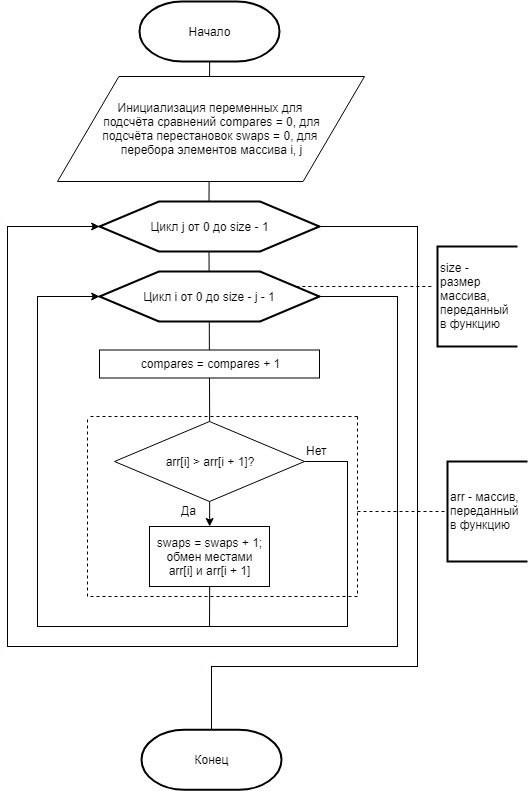 Начало
Инициализация переменных для
подсчёта сравнений compares = 0, для
подсчёта перестановок swaps = 0, для
перебора элементов массива i, j
Цикл j от 0 до size - 1
size -
размер
массива,
переданный
в функцию
Цикл i от 0 до size - j - 1
compares = compares + 1
arr[i] > arr[i + 1]?
Нет
Да
arr - массив,
переданный
в функцию
swaps = swaps + 1;
обмен местами
arr[i] и arr[i + 1]
Конец